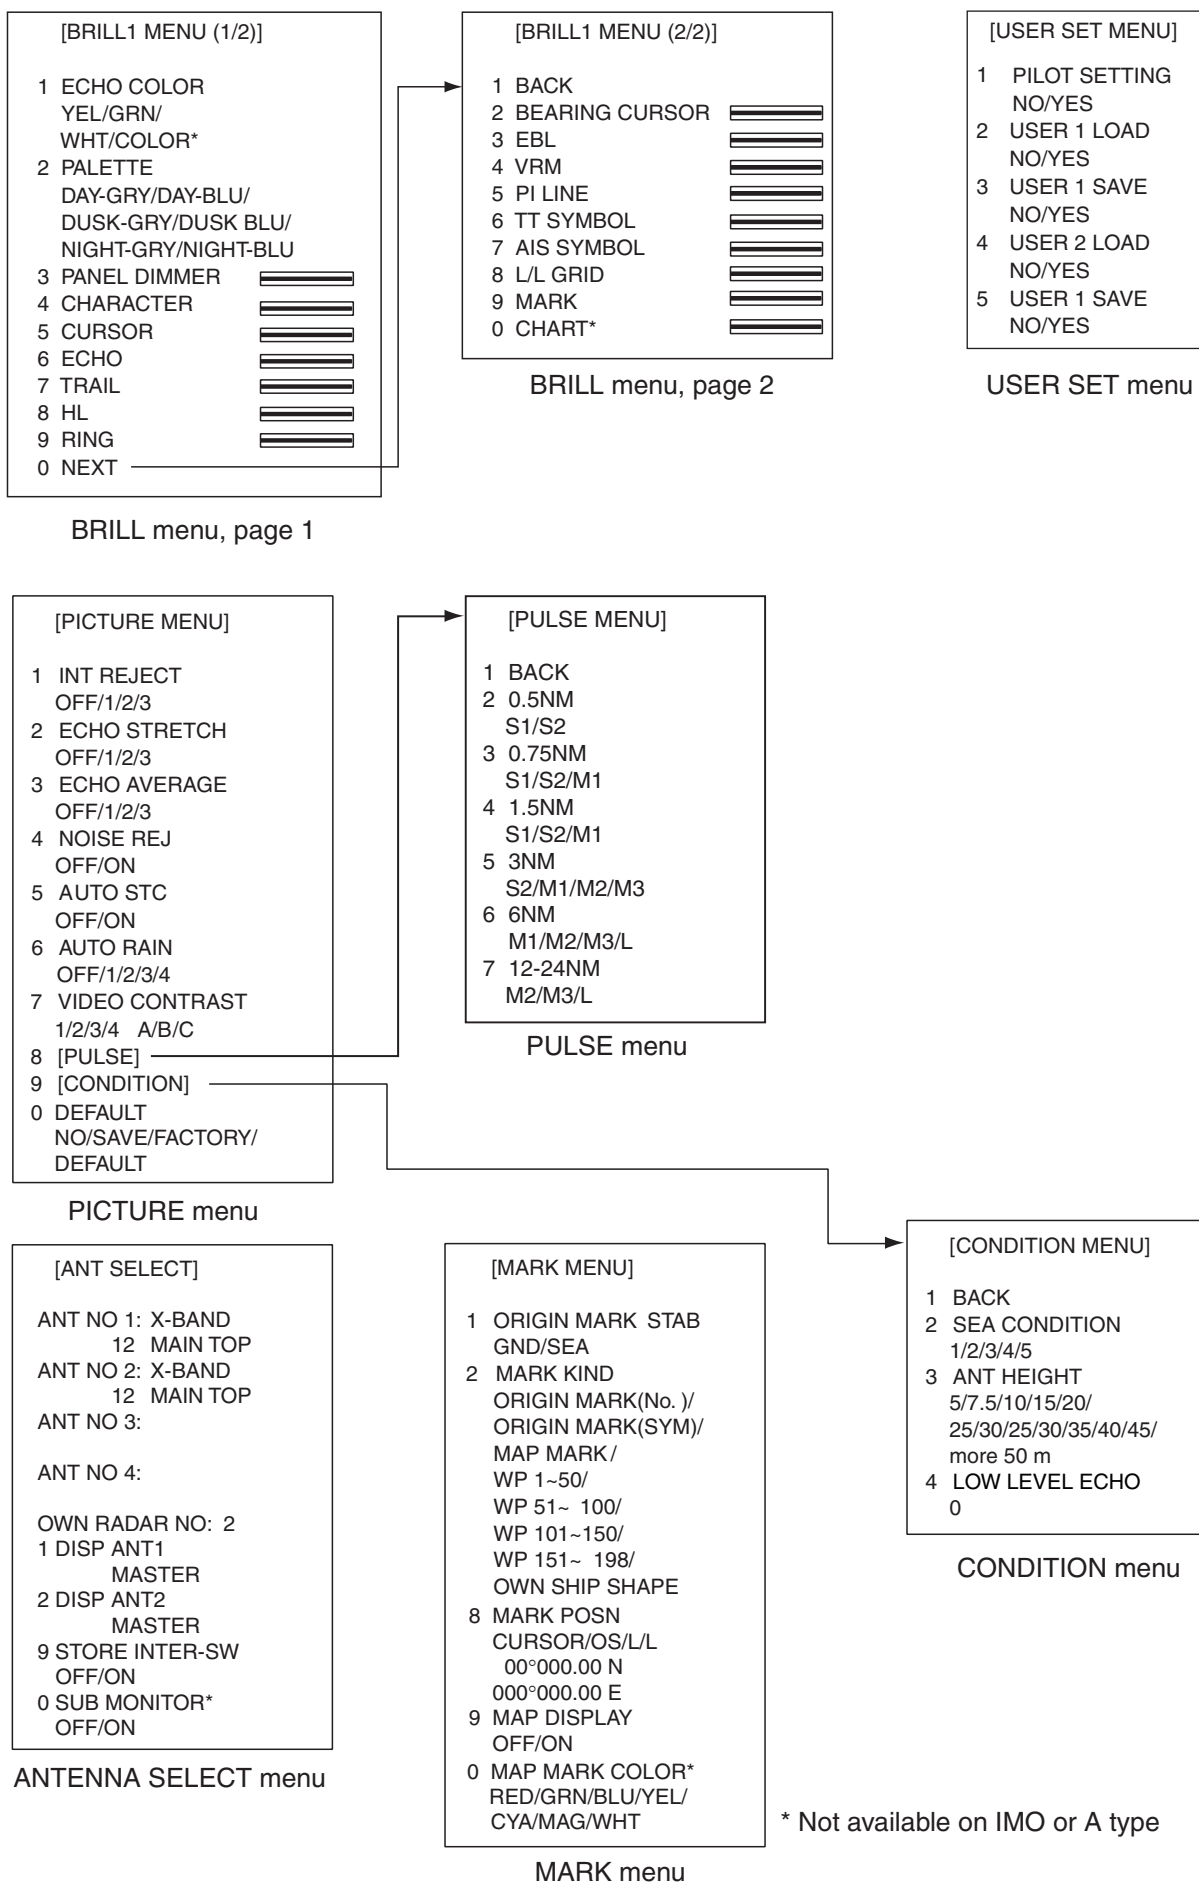 [BRILL1 MENU (1/2)]
1 ECHO COLOR
YEL/GRN/
WHT/COLOR*
2 PALETTE
DAY-GRY/DAY-BLU/
DUSK-GRY/DUSK BLU/
NIGHT-GRY/NIGHT-BLU
3 PANEL DIMMER
4 CHARACTER
5 CURSOR
6 ECHO
7 TRAIL
8 HL
9 RING
0 NEXT
BRILL menu, page 1
[BRILL1 MENU (2/2)]
1 BACK
2 BEARING CURSOR
3 EBL
4 VRM
5 PI LINE
6 TT SYMBOL
7 AIS SYMBOL
8 L/L GRID
9 MARK
0 CHART*
BRILL menu, page 2
[USER SET MENU]
1 PILOT SETTING
NO/YES
2 USER 1 LOAD
NO/YES
3 USER 1 SAVE
NO/YES
4 USER 2 LOAD
NO/YES
5 USER 1 SAVE
NO/YES
USER SET menu
[PICTURE MENU]
1 INT REJECT
OFF/1/2/3
2 ECHO STRETCH
OFF/1/2/3
3 ECHO AVERAGE
OFF/1/2/3
4 NOISE REJ
OFF/ON
5 AUTO STC
OFF/ON
6 AUTO RAIN
OFF/1/2/3/4
7 VIDEO CONTRAST
1/2/3/4 A/B/C
8 [PULSE]
9 [CONDITION]
0 DEFAULT
NO/SAVE/FACTORY/
DEFAULT
PICTURE menu
[PULSE MENU]
1 BACK
2 0.5NM
S1/S2
3 0.75NM
S1/S2/M1
4 1.5NM
S1/S2/M1
5 3NM
S2/M1/M2/M3
6 6NM
M1/M2/M3/L
7 12-24NM
M2/M3/L
PULSE menu
[ANT SELECT]
ANT NO 1: X-BAND
12 MAIN TOP
ANT NO 2: X-BAND
12 MAIN TOP
ANT NO 3:
ANT NO 4:
OWN RADAR NO: 2
1 DISP ANT1
MASTER
2 DISP ANT2
MASTER
9 STORE INTER-SW
OFF/ON
0 SUB MONITOR*
OFF/ON
ANTENNA SELECT menu
[MARK MENU]
1 ORIGIN MARK STAB
GND/SEA
2 MARK KIND
ORIGIN MARK(No. )/
ORIGIN MARK(SYM)/
MAP MARK/
WP 1~50/
WP 51~ 100/
WP 101~150/
WP 151~ 198/
OWN SHIP SHAPE
8 MARK POSN
CURSOR/OS/L/L
00°000.00 N
000°000.00 E
9 MAP DISPLAY
OFF/ON
0 MAP MARK COLOR*
RED/GRN/BLU/YEL/
CYA/MAG/WHT
MARK menu
[CONDITION MENU]
1 BACK
2 SEA CONDITION
1/2/3/4/5
3 ANT HEIGHT
5/7.5/10/15/20/
25/30/25/30/35/40/45/
more 50 m
4 LOW LEVEL ECHO
0
CONDITION menu
* Not available on IMO or A type